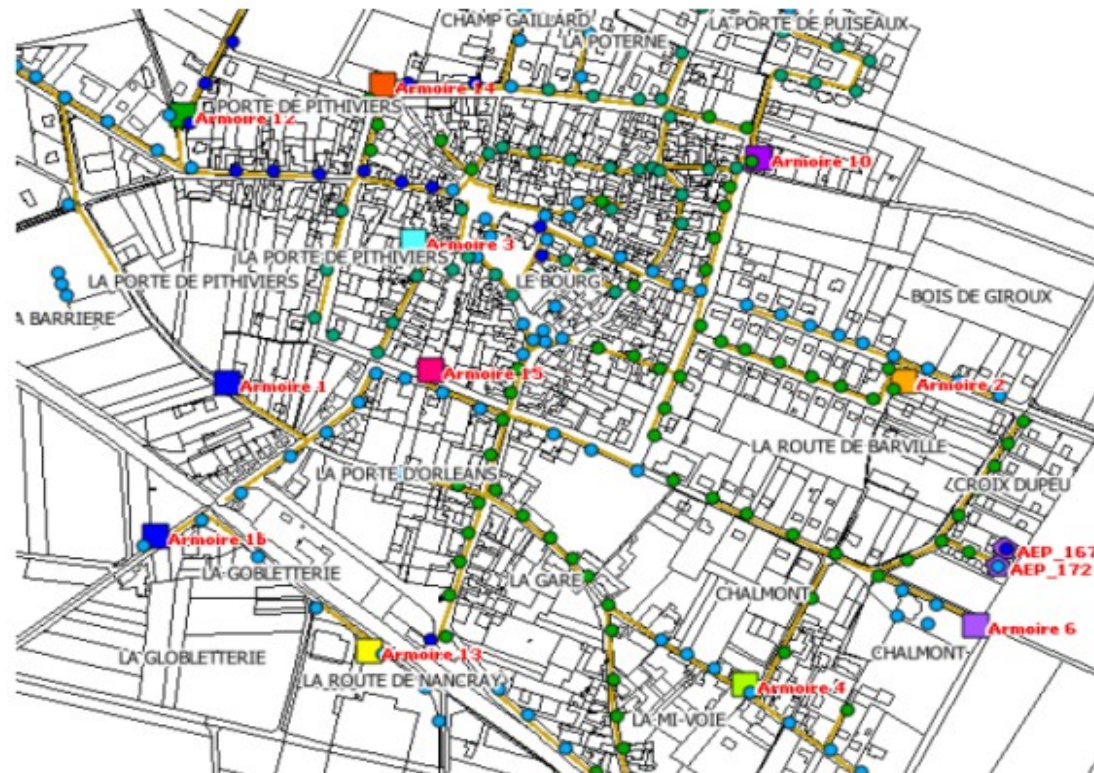 CHAMP GAILLARD
LA PORTE DE PUISEAUX
LA POTERNE
Armoire 14
PORTE DE PITHIVIERS
Armoire 12
Armoire 10
Armoire 3
LA PORTE DE PITHIVIERS
LA PORTE DE PITHIVIERS
LE BOURG
BOIS DE GIROUX
A BARRIERE
Armoire 15
Armoire 1
Armoire 2
LA ROUTE DE BARVILLE
LA PORTE D'ORLEANS
CROIX DUPEU
Armoire 16
AEP_167
AEP_172
LA GOBLETTERIE
LA GARE
CHALMONT
Armoire 6
LA GLOBLETTERIE
Armoire 13
CHALMONT
LA ROUTE DE NANCRAY
Armoire 4
LA MI-VOIE